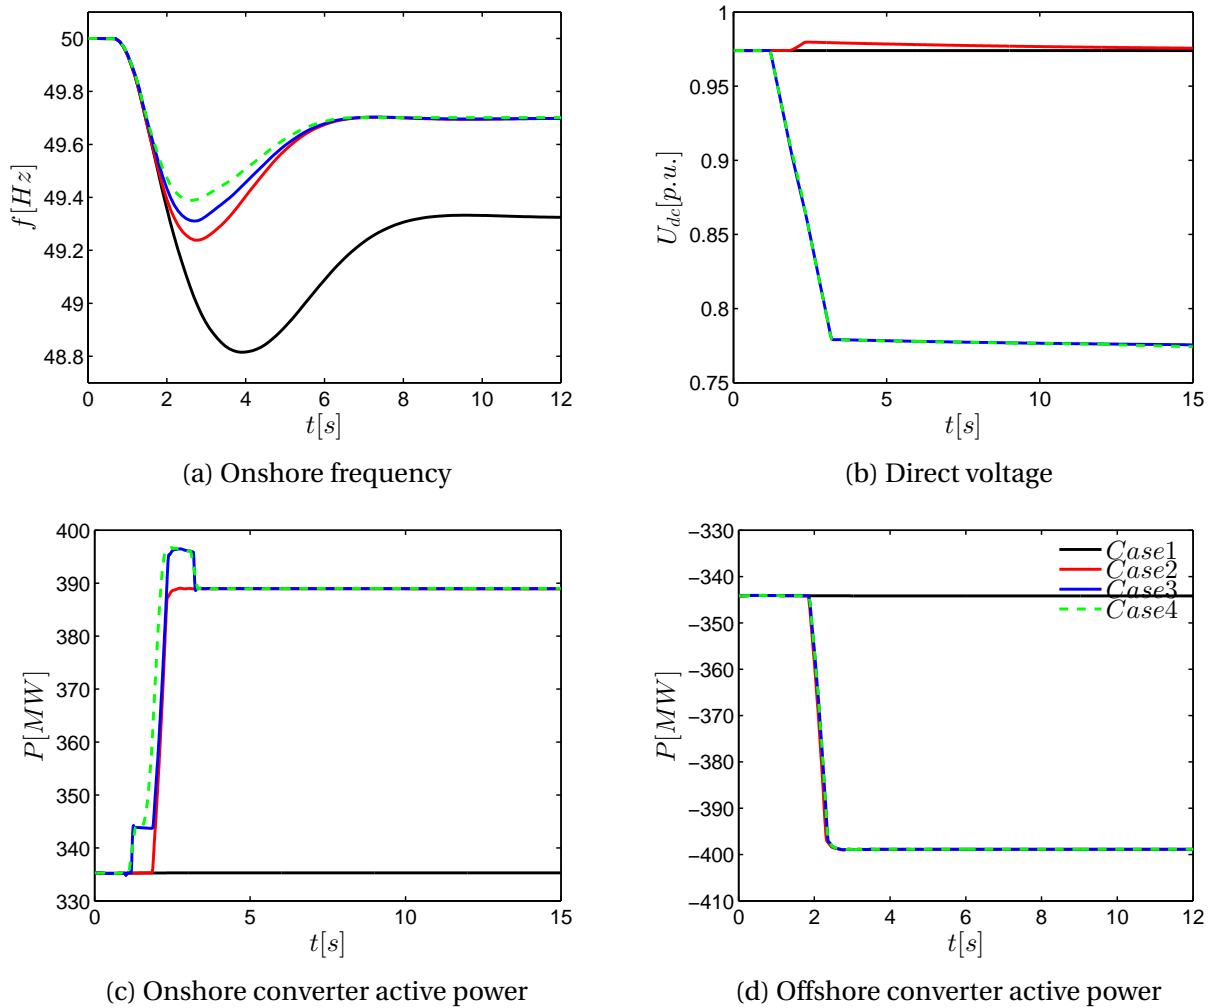 50
49.8
49.6
49.4
49.2
49
48.8
f[Hz]
0 2 4 6 8 10 12
t[s]
(a) Onshore frequency
1
0.95
0.9
0.85
0.8
0.75
U_dc[p.u.]
0 5 10 15
t[s]
(b) Direct voltage
400
390
380
370
360
350
340
330
P[MW]
0 5 10 15
t[s]
(c) Onshore converter active power
−330
−340
−350
−360
−370
−380
−390
−400
−410
P[MW]
Case1
Case2
Case3
Case4
0 2 4 6 8 10 12
t[s]
(d) Offshore converter active power